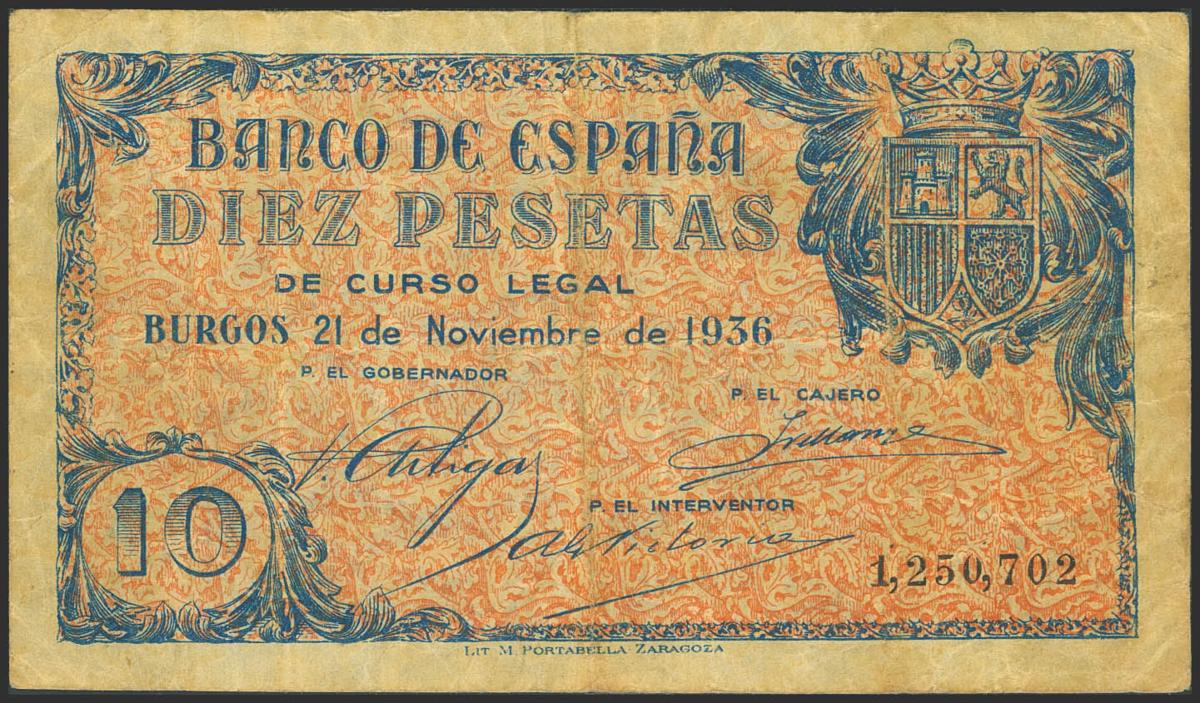 BANCO DE ESPAÑA
DIEZ PESETAS
DE CURSO LEGAL
BURGOS 21 de Noviembre de 1936
P. EL GOBERNADOR
P. EL CAJERO
P. EL INTERVENTOR
10
1,250,702
LIT M. PORTABELLA ZARAGOZA